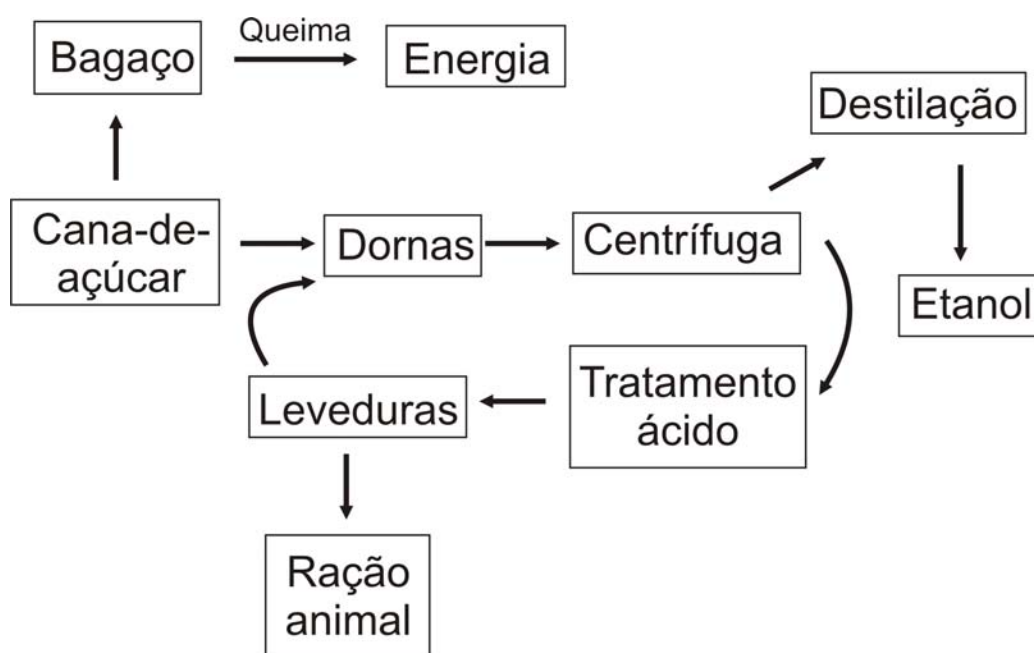 Queima
Bagaço
Energia
Destilação
Cana-de-
açúcar
Dornas
Centrífuga
Etanol
Leveduras
Tratamento
ácido
Ração
animal